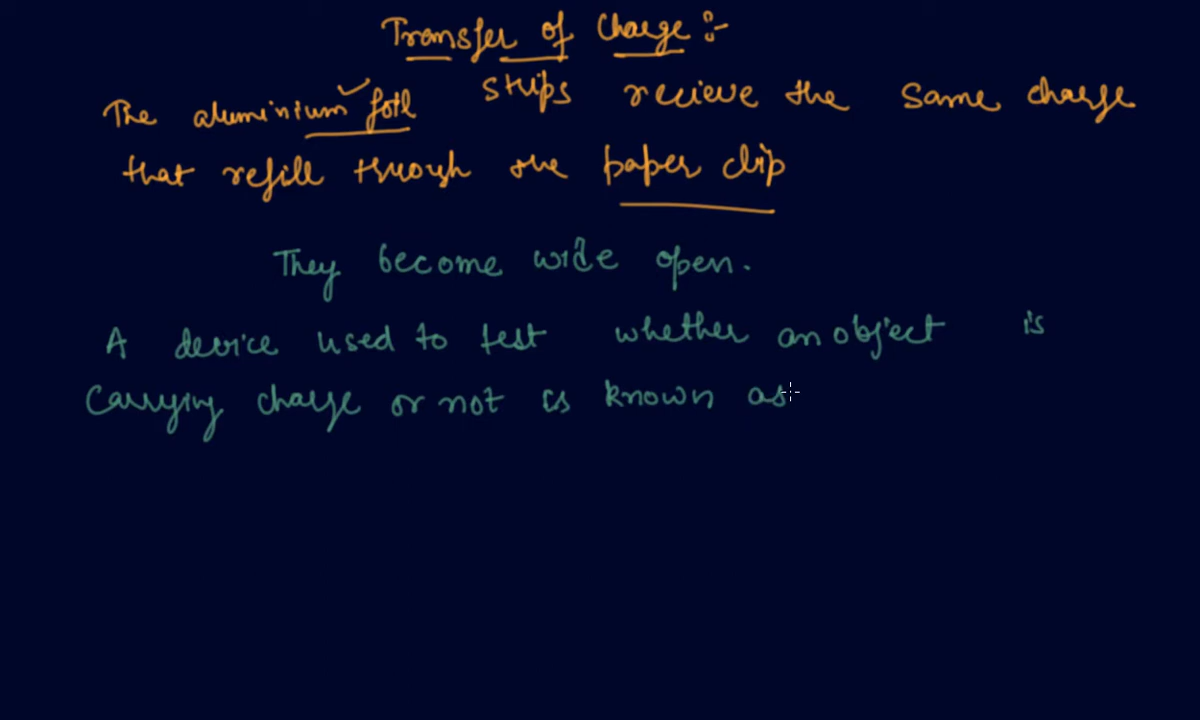 Transfer of Charge :-
The aluminium foil strips recieve the same charge
that refill through the paper clip
They become wide open.
A device used to test whether an object is
Carrying charge or not is known as